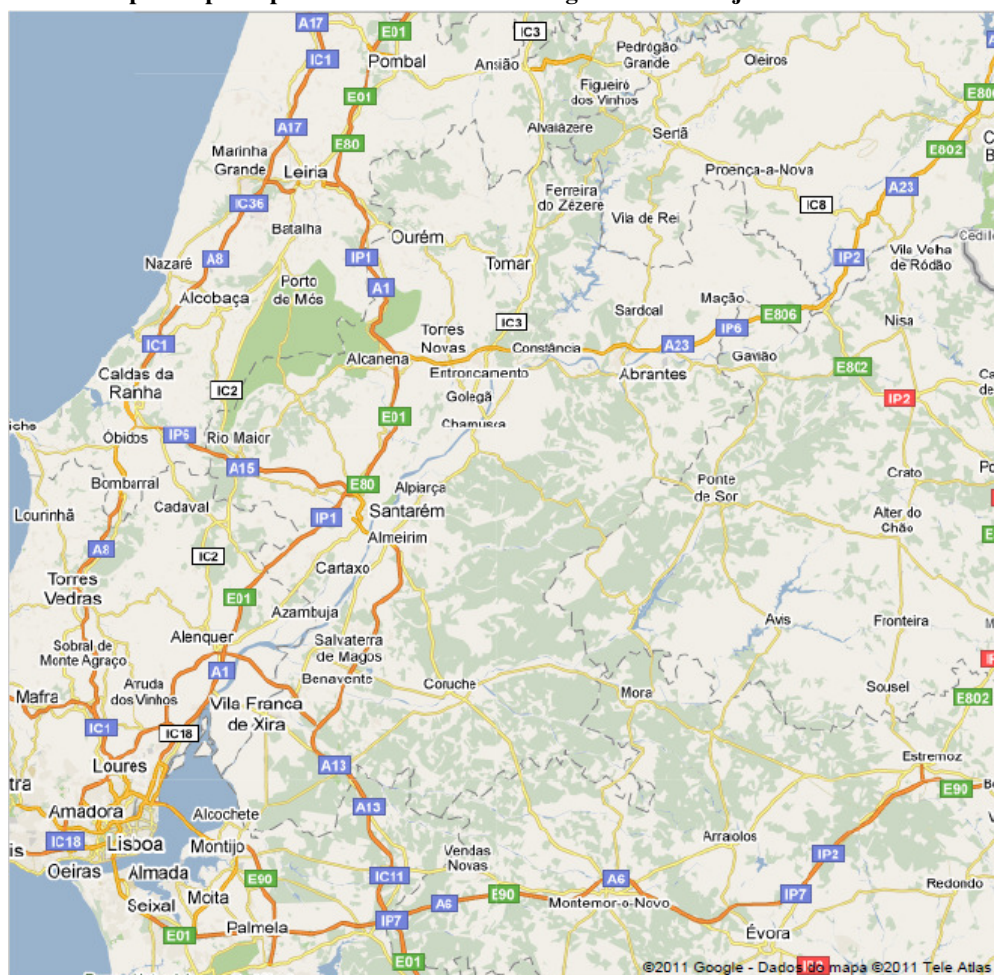 A17
E01
IC3
IC1
Pombal
Ansião
Pedrógão
Grande
Oleiros
Figueiró
dos Vinhos
E01
A17
E80
Alvaiázere
Sertã
E802
Marinha
Grande
Leiria
Proença-a-Nova
Ferreira
do Zêzere
A23
IC36
IC8
Batalha
Vila de Rei
Ourém
Vila Velha
de Ródão
Nazaré
A8
IP1
Tomar
IP2
Porto
de Mós
A1
Alcobaça
Mação
Sardoal
E806
Nisa
IC3
IP6
Torres
Novas
IC1
Constância
A23
Alcanena
Gavião
E802
Caldas da
Ranha
Entroncamento
Abrantes
IC2
IP2
Golegã
E01
Chamusca
Óbidos
IP6
Rio Maior
A15
Crato
Bombarral
E80
Alpiarça
Ponte
de Sor
Cadaval
Santarém
Lourinhã
IP1
Alter do
Chão
Almeirim
A8
IC2
Cartaxo
Torres
Vedras
E01
Azambuja
Avis
Fronteira
Alenquer
Salvaterra
de Magos
Sobral de
Monte Agraço
A1
Benavente
Coruche
Mora
Sousel
Arruda
dos Vinhos
Mafra
Vila Franca
de Xira
E802
IC1
IC18
Loures
A13
Estremoz
E90
A13
Amadora
Alcochete
Arraiolos
IC18
Lisboa
Montijo
Vendas
Novas
IP2
Oeiras
Almada
E90
IC11
A6
Redondo
Moita
E90
IP7
Seixal
A6
Montemor-o-Novo
IP7
E01
Palmela
Évora
E01
©2011 Google - Dados do mapa ©2011 Tele Atlas